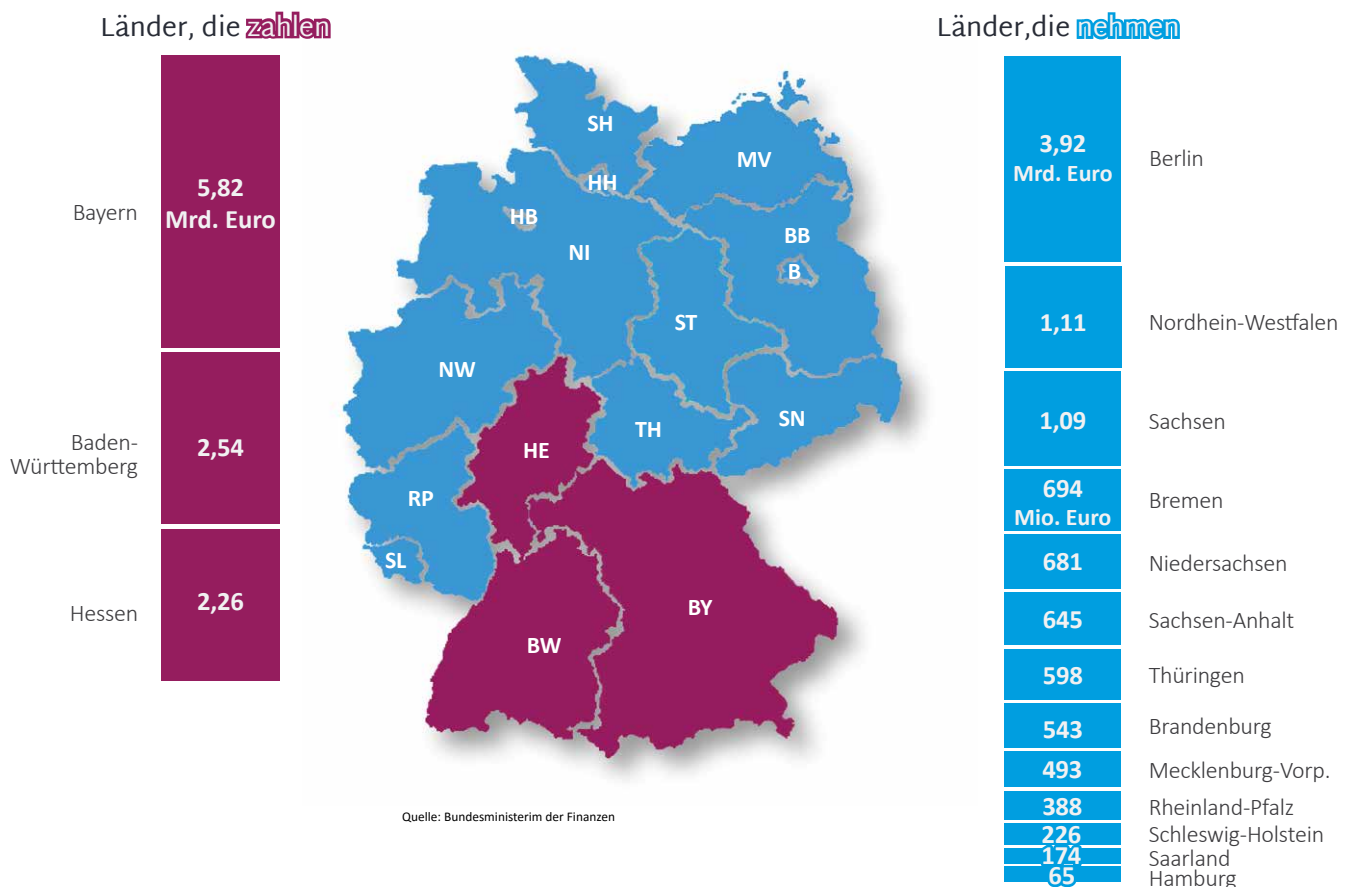 Länder, die zahlen
5,82
Mrd. Euro
Bayern
2,54
Baden-
Württemberg
2,26
Hessen
SH
MV
HH
HB
NI
BB
B
ST
NW
SN
TH
HE
RP
SL
BY
BW
Quelle: Bundesministerim der Finanzen
Länder,die nehmen
3,92
Mrd. Euro
Berlin
1,11
Nordhein-Westfalen
1,09
Sachsen
694
Mio. Euro
Bremen
681
Niedersachsen
645
Sachsen-Anhalt
598
Thüringen
543
Brandenburg
493
Mecklenburg-Vorp.
388
Rheinland-Pfalz
226
Schleswig-Holstein
174
Saarland
65
Hamburg